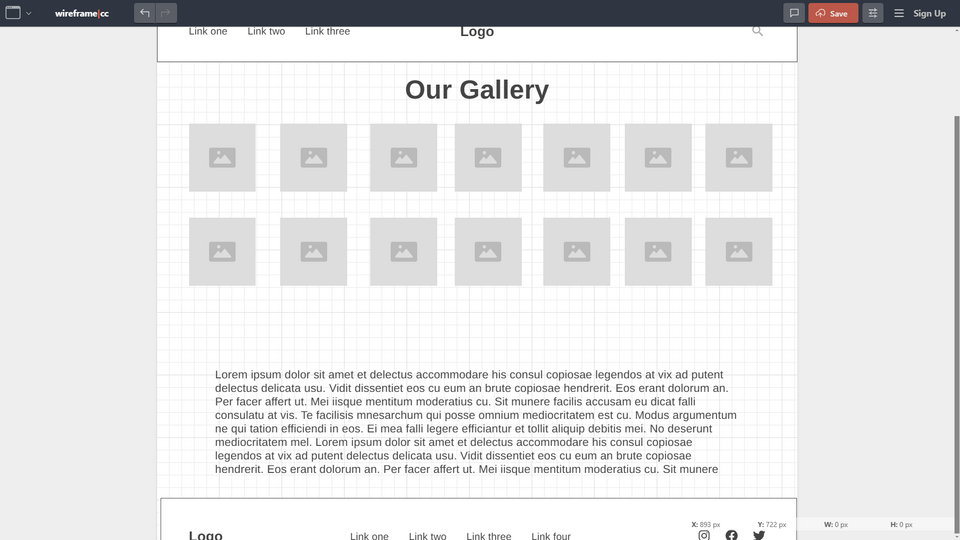 wireframe|cc
Save
Sign Up
Link one
Link two
Link three
Logo
Our Gallery
Lorem ipsum dolor sit amet et delectus accommodare his consul copiosae legendos at vix ad putent
delectus delicata usu. Vidit dissentiet eos cu eum an brute copiosae hendrerit. Eos erant dolorum an.
Per facer affert ut. Mei iisque mentitum moderatius cu. Sit munere facilis accusam eu dicat falli
consulatu at vis. Te facilisis mnesarchum qui posse omnium mediocritatem est cu. Modus argumentum
ne qui tation efficiendi in eos. Ei mea falli legere efficiantur et tollit aliquip debitis mei. No deserunt
mediocritatem mel. Lorem ipsum dolor sit amet et delectus accommodare his consul copiosae
legendos at vix ad putent delectus delicata usu. Vidit dissentiet eos cu eum an brute copiosae
hendrerit. Eos erant dolorum an. Per facer affert ut. Mei iisque mentitum moderatius cu. Sit munere
X: 893 px
Y: 722 px
W: 0 px
H: 0 px
Logo
Link one
Link two
Link three
Link four